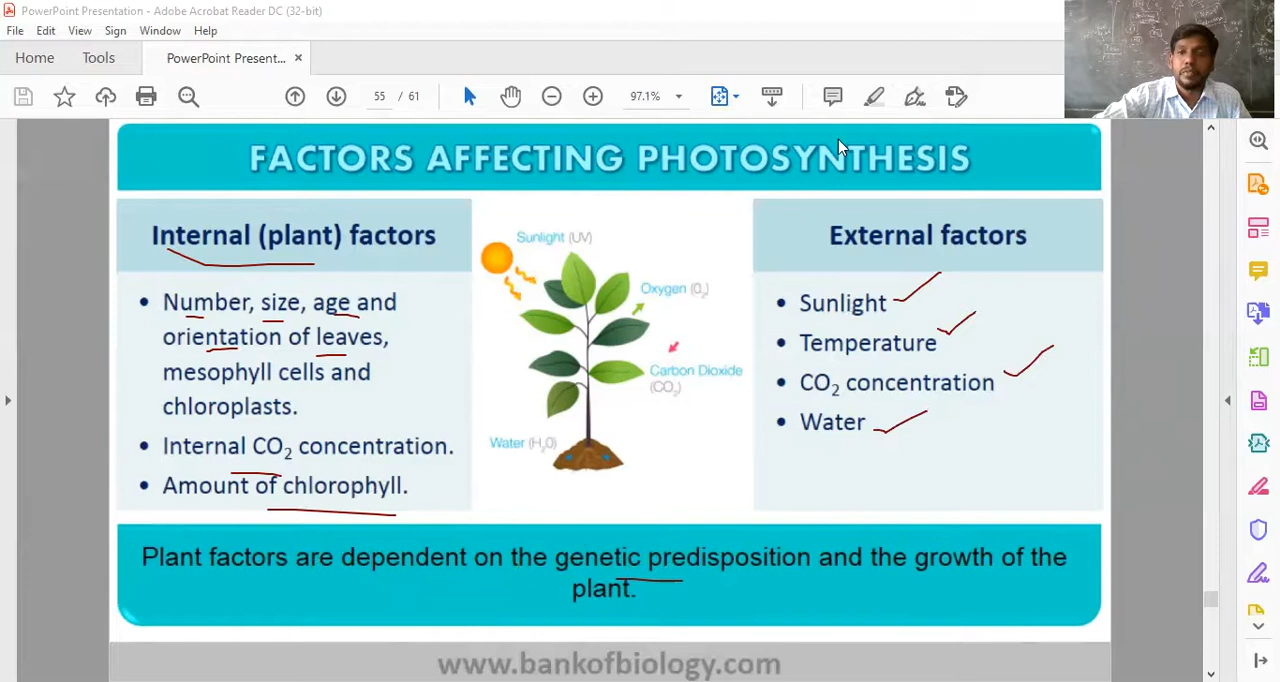 PowerPoint Presentation - Adobe Acrobat Reader DC (32-bit)
File Edit View Sign Window Help
Home Tools PowerPoint Present... ×
55 / 61 97.1%
FACTORS AFFECTING PHOTOSYNTHESIS
Internal (plant) factors
• Number, size, age and
orientation of leaves,
mesophyll cells and
chloroplasts.
• Internal CO₂ concentration.
• Amount of chlorophyll.
Sunlight (UV)
Oxygen (O₂)
Carbon Dioxide
(CO₂)
Water (H₂O)
External factors
• Sunlight
• Temperature
• CO₂ concentration
• Water
Plant factors are dependent on the genetic predisposition and the growth of the
plant.
www.bankofbiology.com